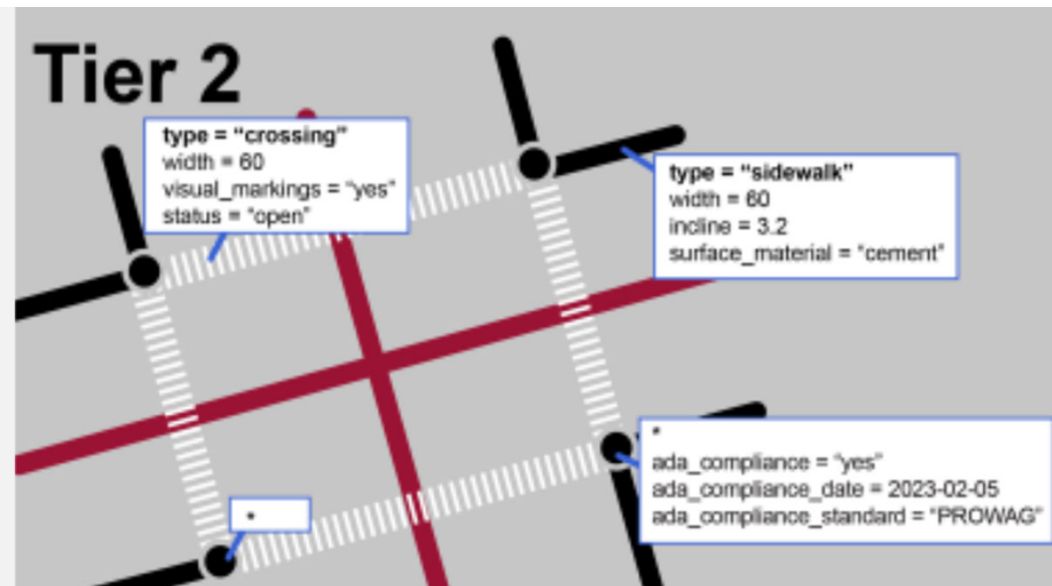 Tier 2
type = “crossing”
width = 60
visual_markings = “yes”
status = “open”
type = “sidewalk”
width = 60
incline = 3.2
surface_material = “cement”
*
ada_compliance = “yes”
ada_compliance_date = 2023-02-05
ada_compliance_standard = “PROWAG”
*